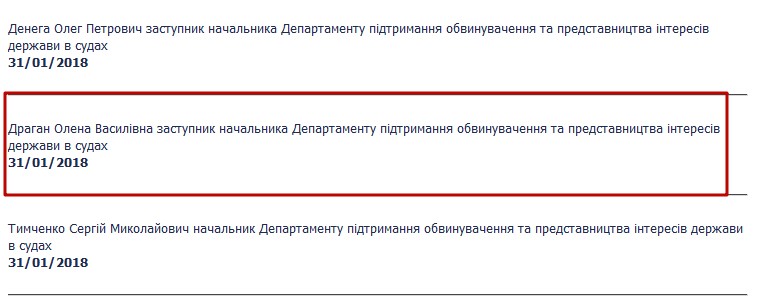 Денега Олег Петрович заступник начальника Департаменту підтримання обвинувачення та представництва інтересів
держави в судах
31/01/2018
Драган Олена Василівна заступник начальника Департаменту підтримання обвинувачення та представництва інтересів
держави в судах
31/01/2018
Тимченко Сергій Миколайович начальник Департаменту підтримання обвинувачення та представництва інтересів держави
в судах
31/01/2018